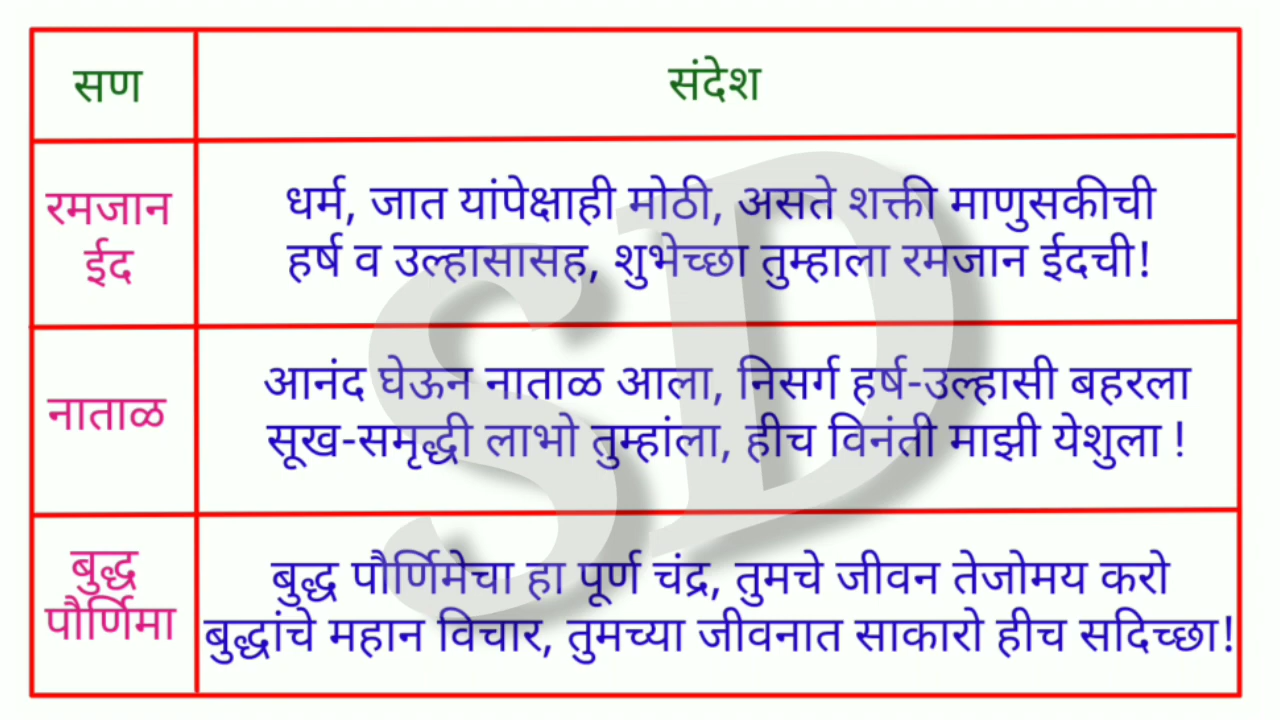 सण
संदेश
रमजान
ईद
धर्म, जात यांपेक्षाही मोठी, असते शक्ती माणुसकीची
हर्ष व उल्हासासह, शुभेच्छा तुम्हाला रमजान ईदची!
नाताळ
आनंद घेऊन नाताळ आला, निसर्ग हर्ष-उल्हासी बहरला
सूख-समृद्धी लाभो तुम्हांला, हीच विनंती माझी येशुला !
बुद्ध
पौर्णिमा
बुद्ध पौर्णिमेचा हा पूर्ण चंद्र, तुमचे जीवन तेजोमय करो
बुद्धांचे महान विचार, तुमच्या जीवनात साकारो हीच सदिच्छा!
SD